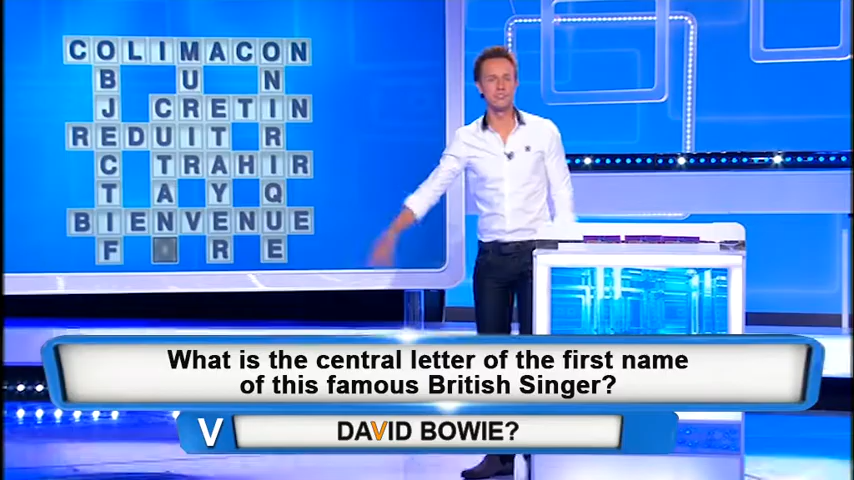 COLIMACON
B U N
J CRETIN
REDUIT R
C TRAHIR
T A Y Q
BIENVENUE
F R E
What is the central letter of the first name
of this famous British Singer?
V DAVID BOWIE?